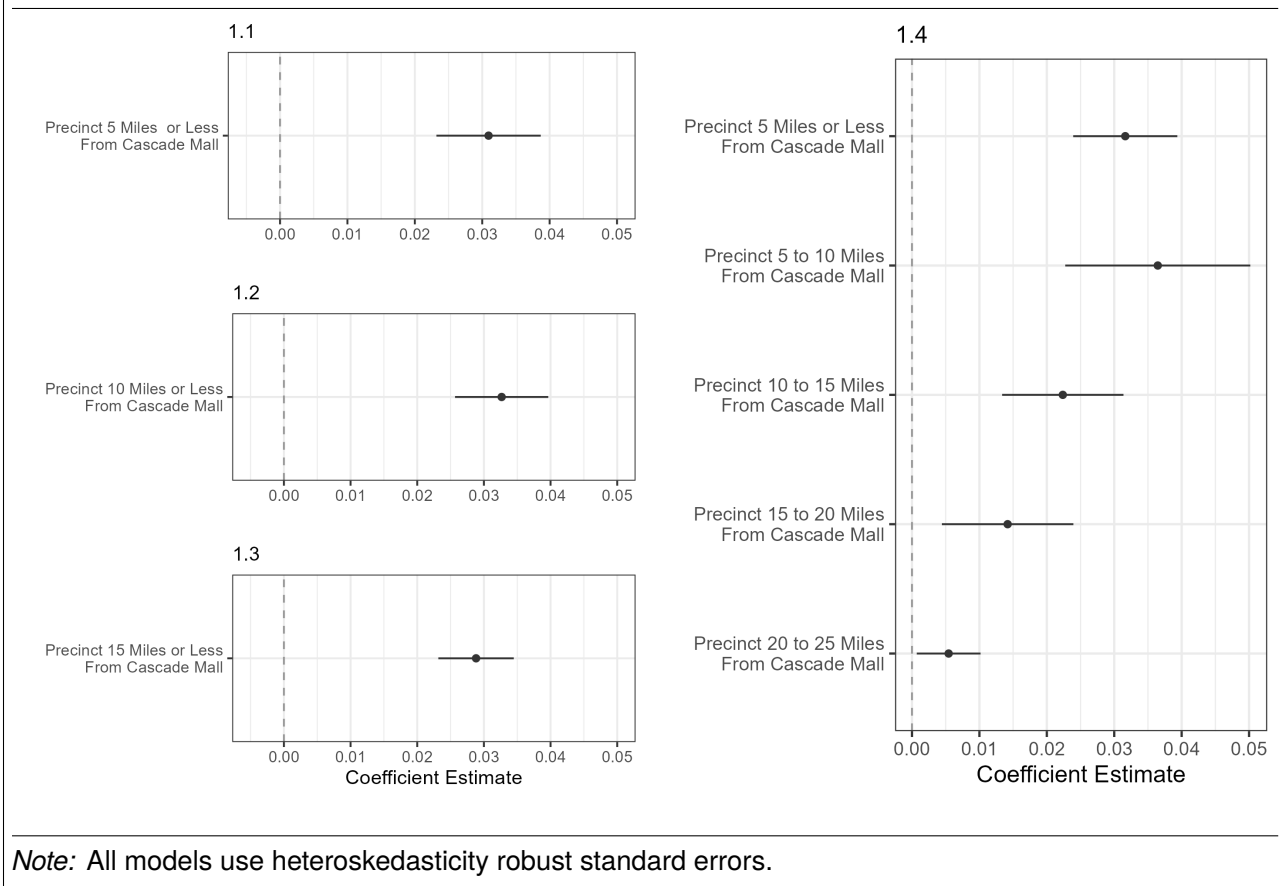 1.1
Precinct 5 Miles  or Less
From Cascade Mall
0.00 0.01 0.02 0.03 0.04 0.05
1.2
Precinct 10 Miles or Less
From Cascade Mall
0.00 0.01 0.02 0.03 0.04 0.05
1.3
Precinct 15 Miles or Less
From Cascade Mall
0.00 0.01 0.02 0.03 0.04 0.05
Coefficient Estimate
1.4
Precinct 5 Miles or Less
From Cascade Mall
Precinct 5 to 10 Miles
From Cascade Mall
Precinct 10 to 15 Miles
From Cascade Mall
Precinct 15 to 20 Miles
From Cascade Mall
Precinct 20 to 25 Miles
From Cascade Mall
0.00 0.01 0.02 0.03 0.04 0.05
Coefficient Estimate
Note: All models use heteroskedasticity robust standard errors.